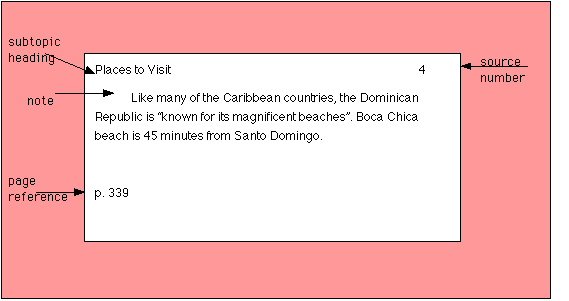 subtopic
heading
Places to Visit 4
source
number
note
Like many of the Caribbean countries, the Dominican
Republic is “known for its magnificent beaches”. Boca Chica
beach is 45 minutes from Santo Domingo.
page
reference
p. 339